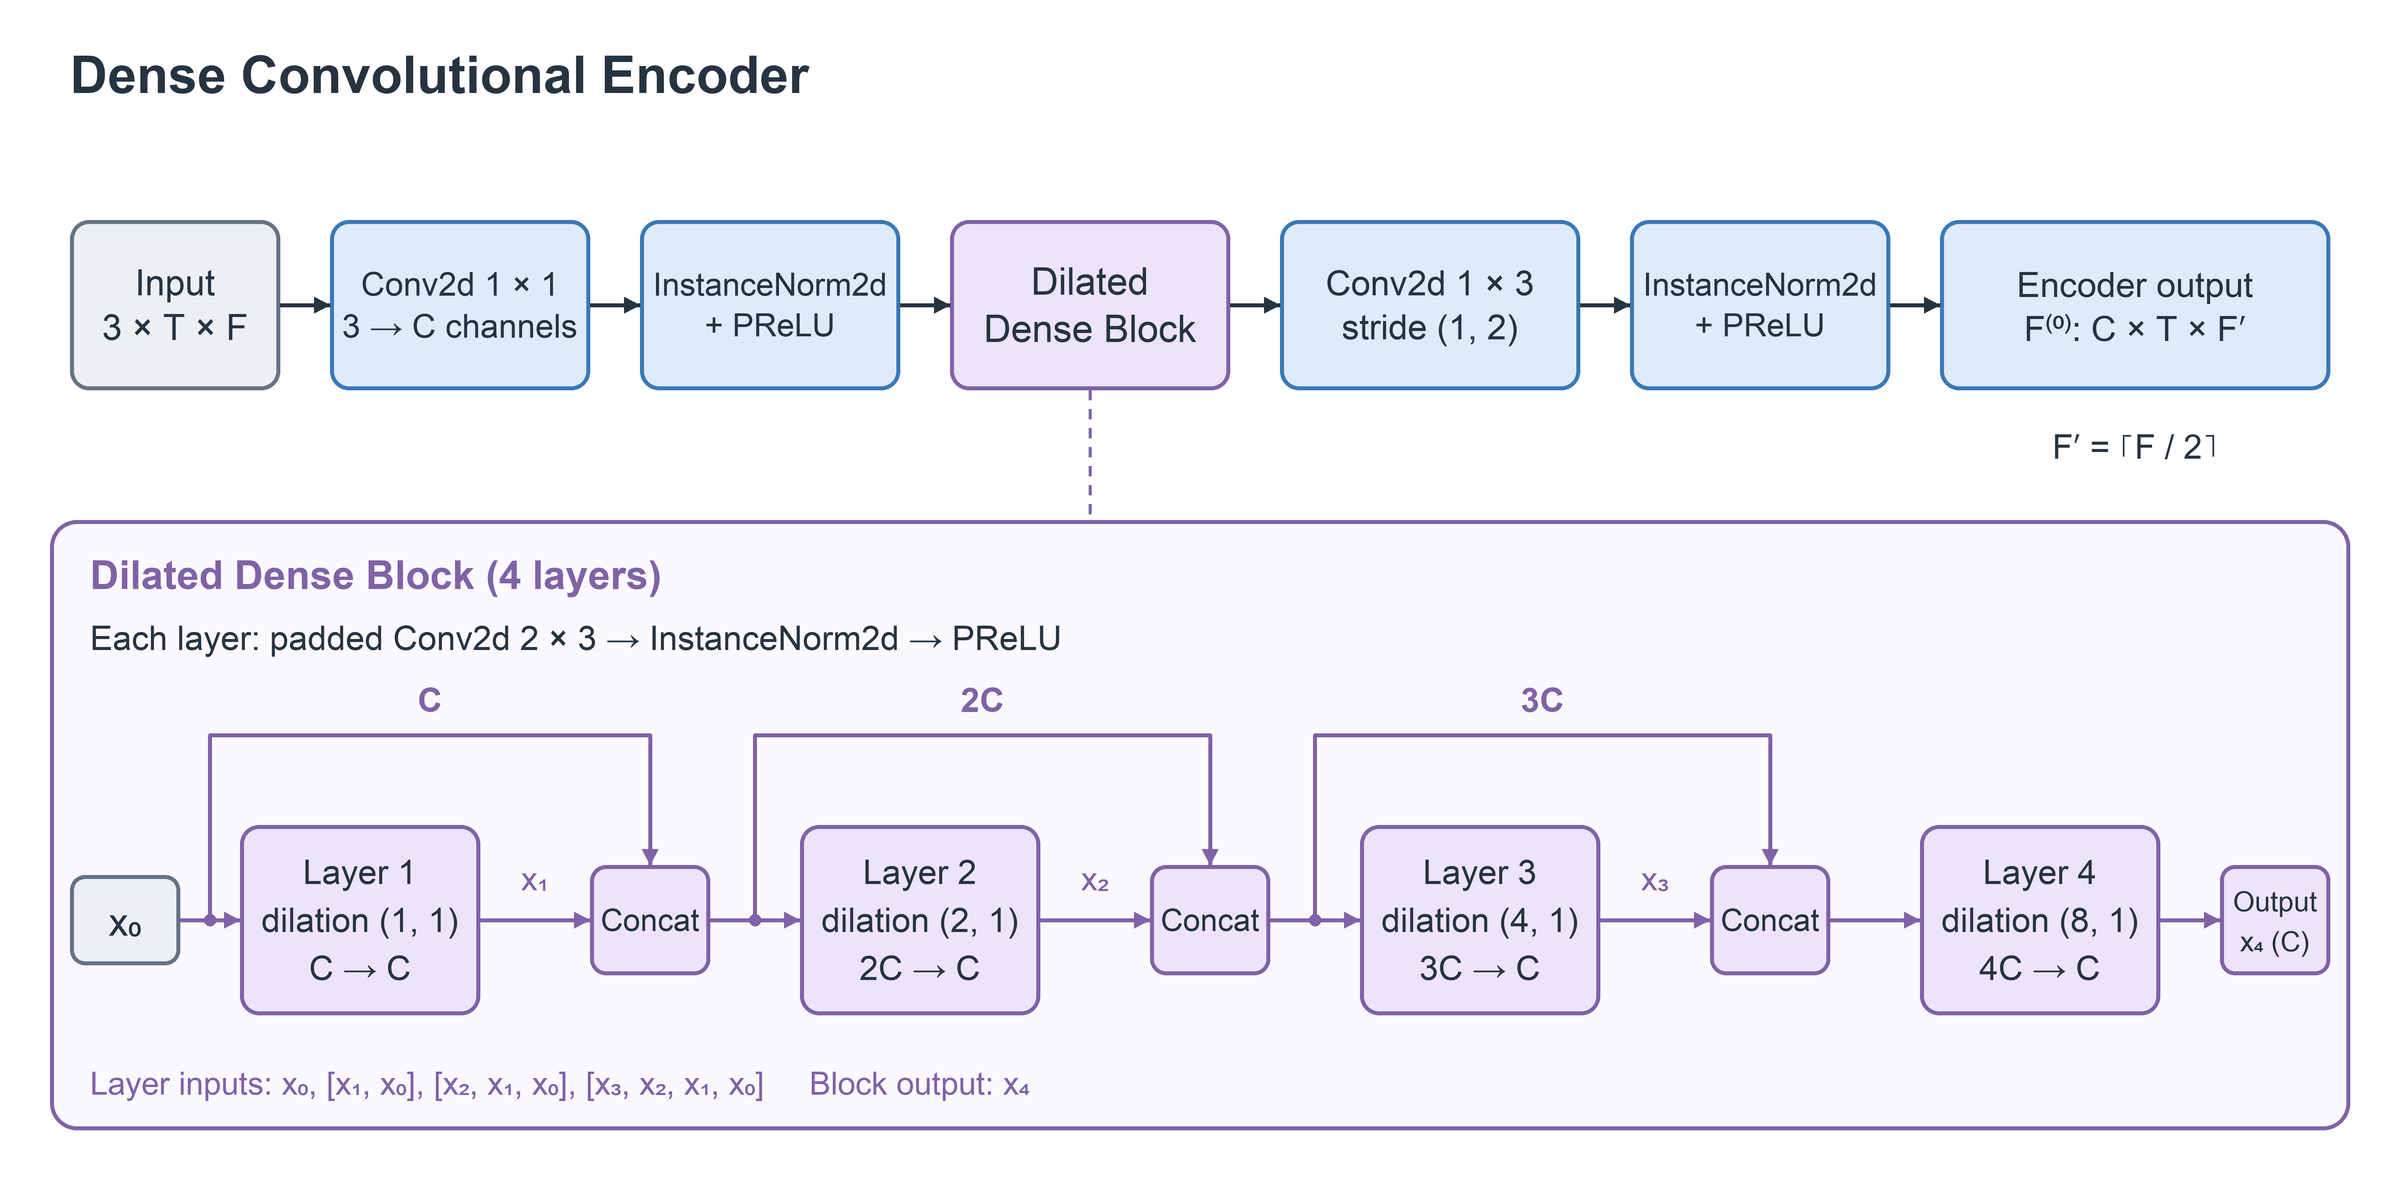 Dense Convolutional Encoder
Input
3 × T × F
Conv2d 1 × 1
3 → C channels
InstanceNorm2d
+ PReLU
Dilated
Dense Block
Conv2d 1 × 3
stride (1, 2)
InstanceNorm2d
+ PReLU
Encoder output
F⁽⁰⁾: C × T × F′
F′ = ⌈F / 2⌉
Dilated Dense Block (4 layers)
Each layer: padded Conv2d 2 × 3 → InstanceNorm2d → PReLU
C
2C
3C
x₀
Layer 1
dilation (1, 1)
C → C
x₁
Concat
Layer 2
dilation (2, 1)
2C → C
x₂
Concat
Layer 3
dilation (4, 1)
3C → C
x₃
Concat
Layer 4
dilation (8, 1)
4C → C
Output
x₄ (C)
Layer inputs: x₀, [x₁, x₀], [x₂, x₁, x₀], [x₃, x₂, x₁, x₀]
Block output: x₄